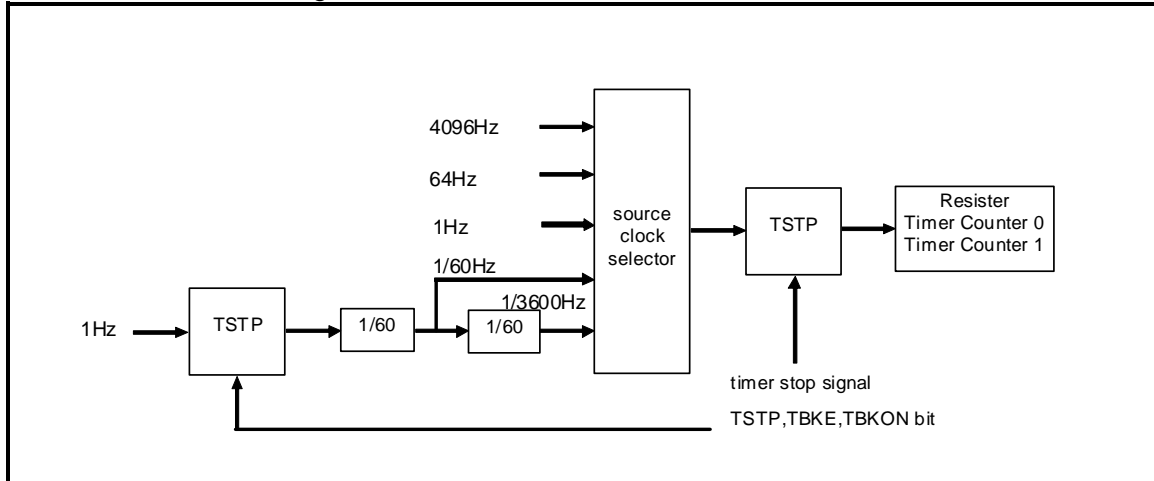 4096Hz
64Hz
1Hz
1/60Hz
1/3600Hz
source
clock
selector
TSTP
Resister
Timer Counter 0
Timer Counter 1
1Hz
TSTP
1/60
1/60
timer stop signal
TSTP,TBKE,TBKON bit